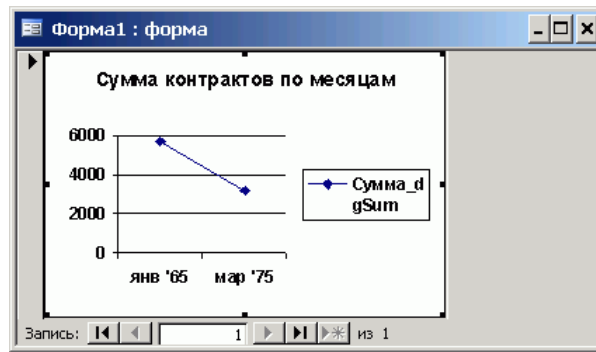 Форма1 : форма
Сумма контрактов по месяцам
6000
4000
2000
0
янв '65 мар '75
Сумма_d
gSum
Запись: 1 из 1